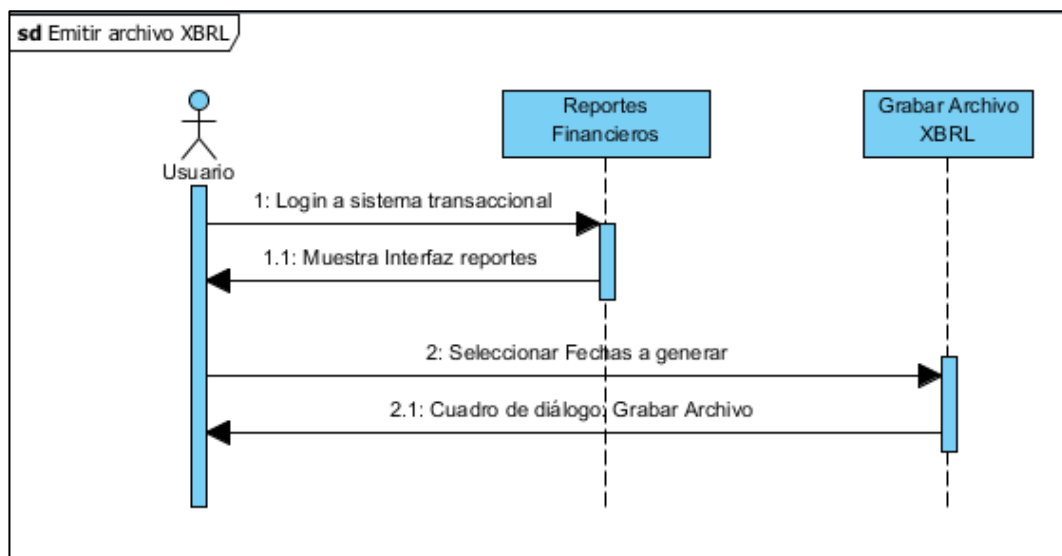 sd Emitir archivo XBRL
Usuario
Reportes
Financieros
Grabar Archivo
XBRL
1: Login a sistema transaccional
1.1: Muestra Interfaz reportes
2: Seleccionar Fechas a generar
2.1: Cuadro de diálogo: Grabar Archivo